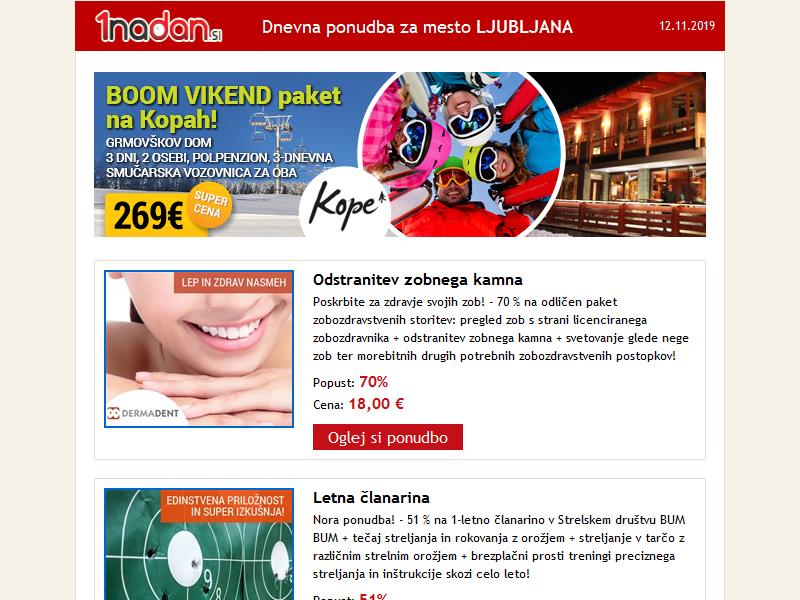 1nadan.SI
Dnevna ponudba za mesto LJUBLJANA
12.11.2019
BOOM VIKEND paket
na Kopah!
GRMOVŠKOV DOM
3 DNI, 2 OSEBI, POLPENZION, 3-DNEVNA
SMUČARSKA VOZOVNICA ZA OBA
269€
SUPER
CENA
Kope
LEP IN ZDRAV NASMEH
DERMADENT
Odstranitev zobnega kamna
Poskrbite za zdravje svojih zob! - 70 % na odličen paket
zobozdravstvenih storitev: pregled zob s strani licenciranega
zobozdravnika + odstranitev zobnega kamna + svetovanje glede nege
zob ter morebitnih drugih potrebnih zobozdravstvenih postopkov!
Popust: 70%
Cena: 18,00 €
Oglej si ponudbo
EDINSTVENA PRILOŽNOST
IN SUPER IZKUŠNJA!
9
8
Letna članarina
Nora ponudba! - 51 % na 1-letno članarino v Strelskem društvu BUM
BUM + tečaj streljanja in rokovanja z orožjem + streljanje v tarčo z
različnim strelnim orožjem + brezplačni prosti treningi preciznega
streljanja in inštrukcije skozi celo leto!
Popust: 51%